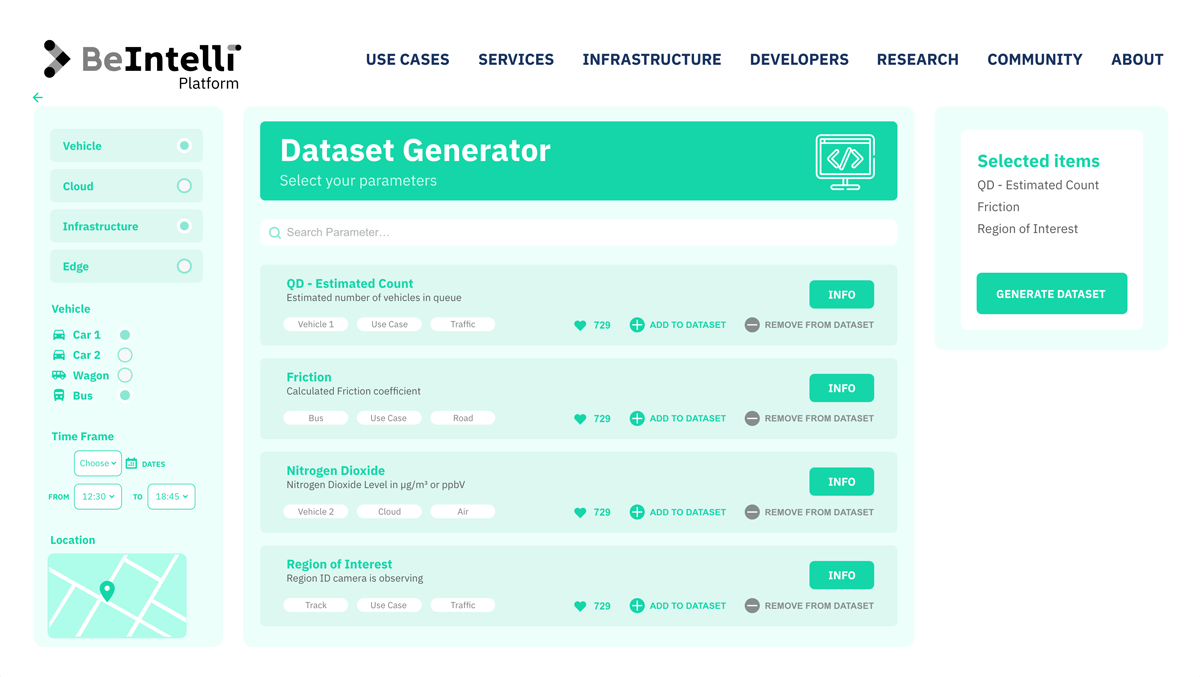 BeIntelli
Platform
USE CASES SERVICES INFRASTRUCTURE DEVELOPERS RESEARCH COMMUNITY ABOUT
Vehicle
Cloud
Infrastructure
Edge
Vehicle
Car 1
Car 2
Wagon
Bus
Time Frame
Choose DATES
FROM 12:30 TO 18:45
Location
Dataset Generator
Select your parameters
Search Parameter...
QD - Estimated Count
Estimated number of vehicles in queue
INFO
Vehicle 1 Use Case Traffic 729 ADD TO DATASET REMOVE FROM DATASET
Friction
Calculated Friction coefficient
INFO
Bus Use Case Road 729 ADD TO DATASET REMOVE FROM DATASET
Nitrogen Dioxide
Nitrogen Dioxide Level in µg/m³ or ppbV
INFO
Vehicle 2 Cloud Air 729 ADD TO DATASET REMOVE FROM DATASET
Region of Interest
Region ID camera is observing
INFO
Track Use Case Traffic 729 ADD TO DATASET REMOVE FROM DATASET
Selected items
QD - Estimated Count
Friction
Region of Interest
GENERATE DATASET